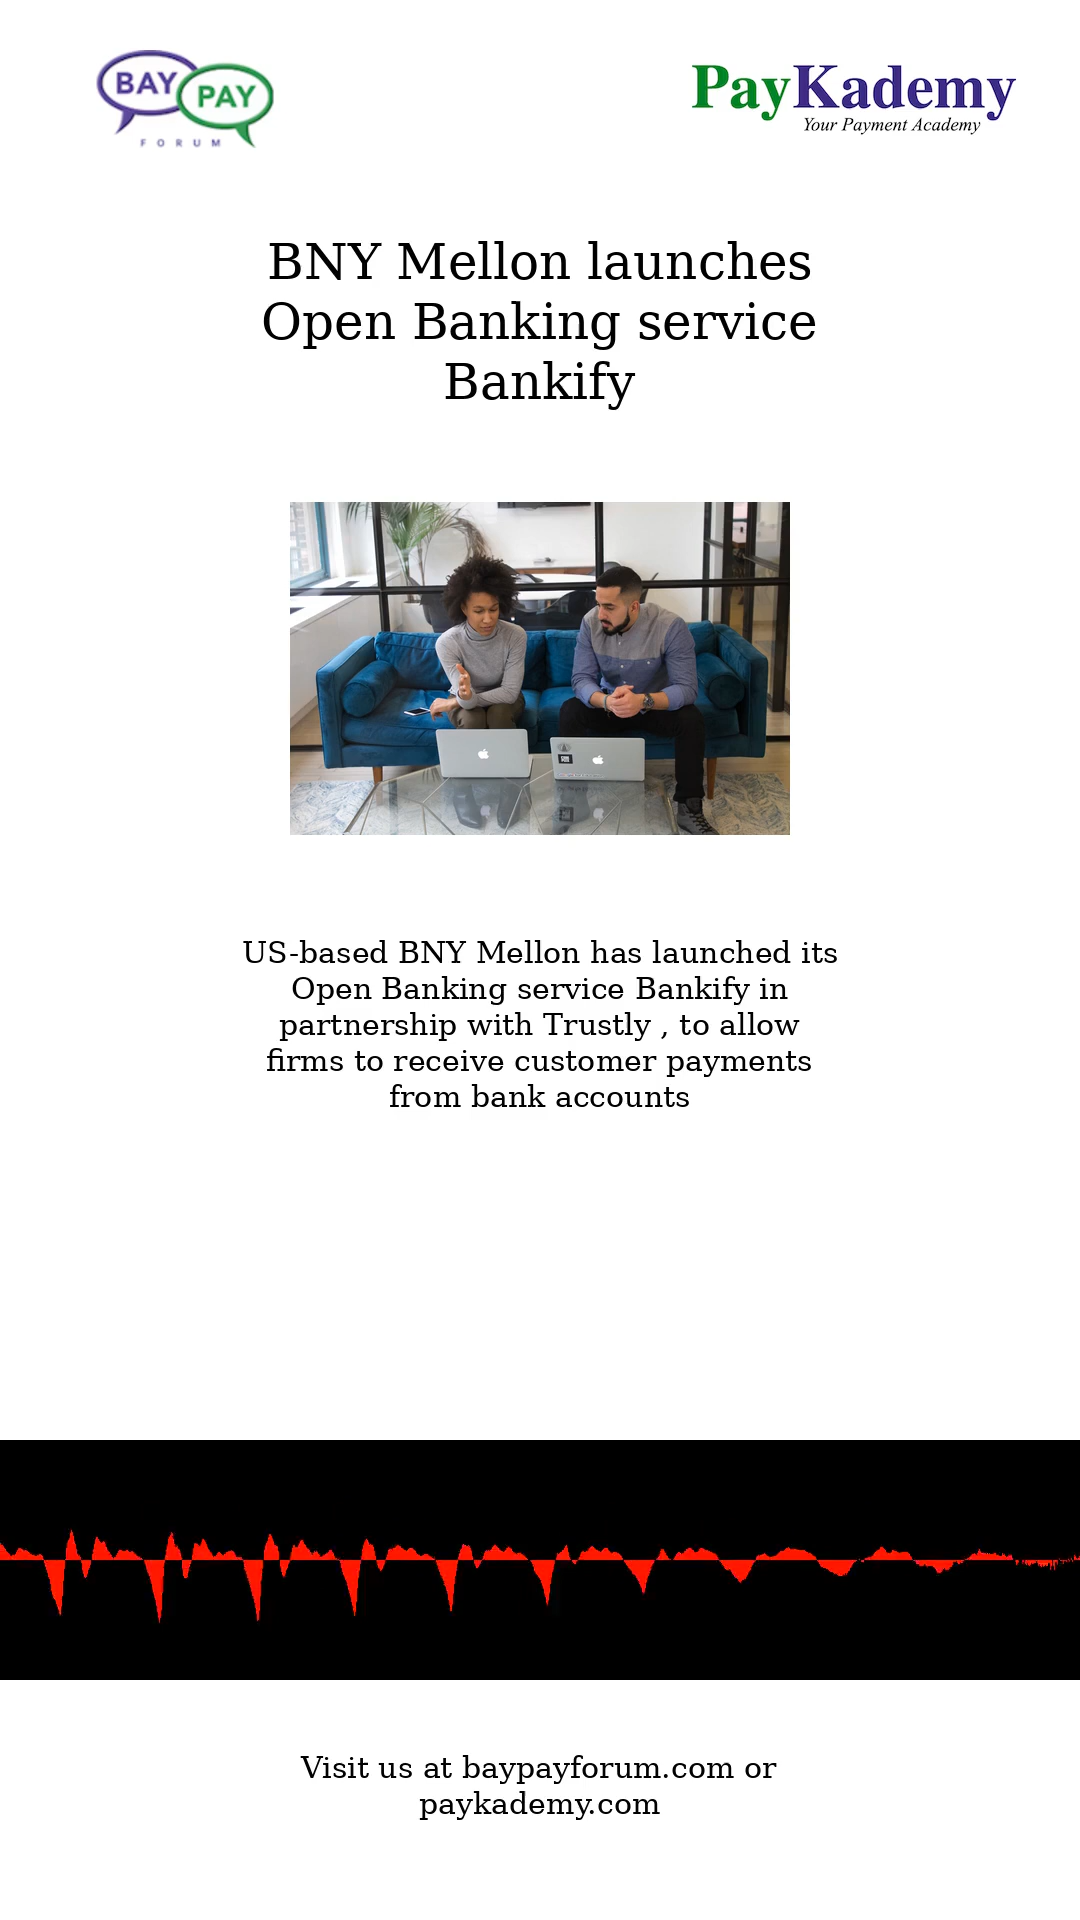 BAY PAY
FORUM
PayKademy
Your Payment Academy
BNY Mellon launches
Open Banking service
Bankify
US-based BNY Mellon has launched its
Open Banking service Bankify in
partnership with Trustly , to allow
firms to receive customer payments
from bank accounts
Visit us at baypayforum.com or
paykademy.com